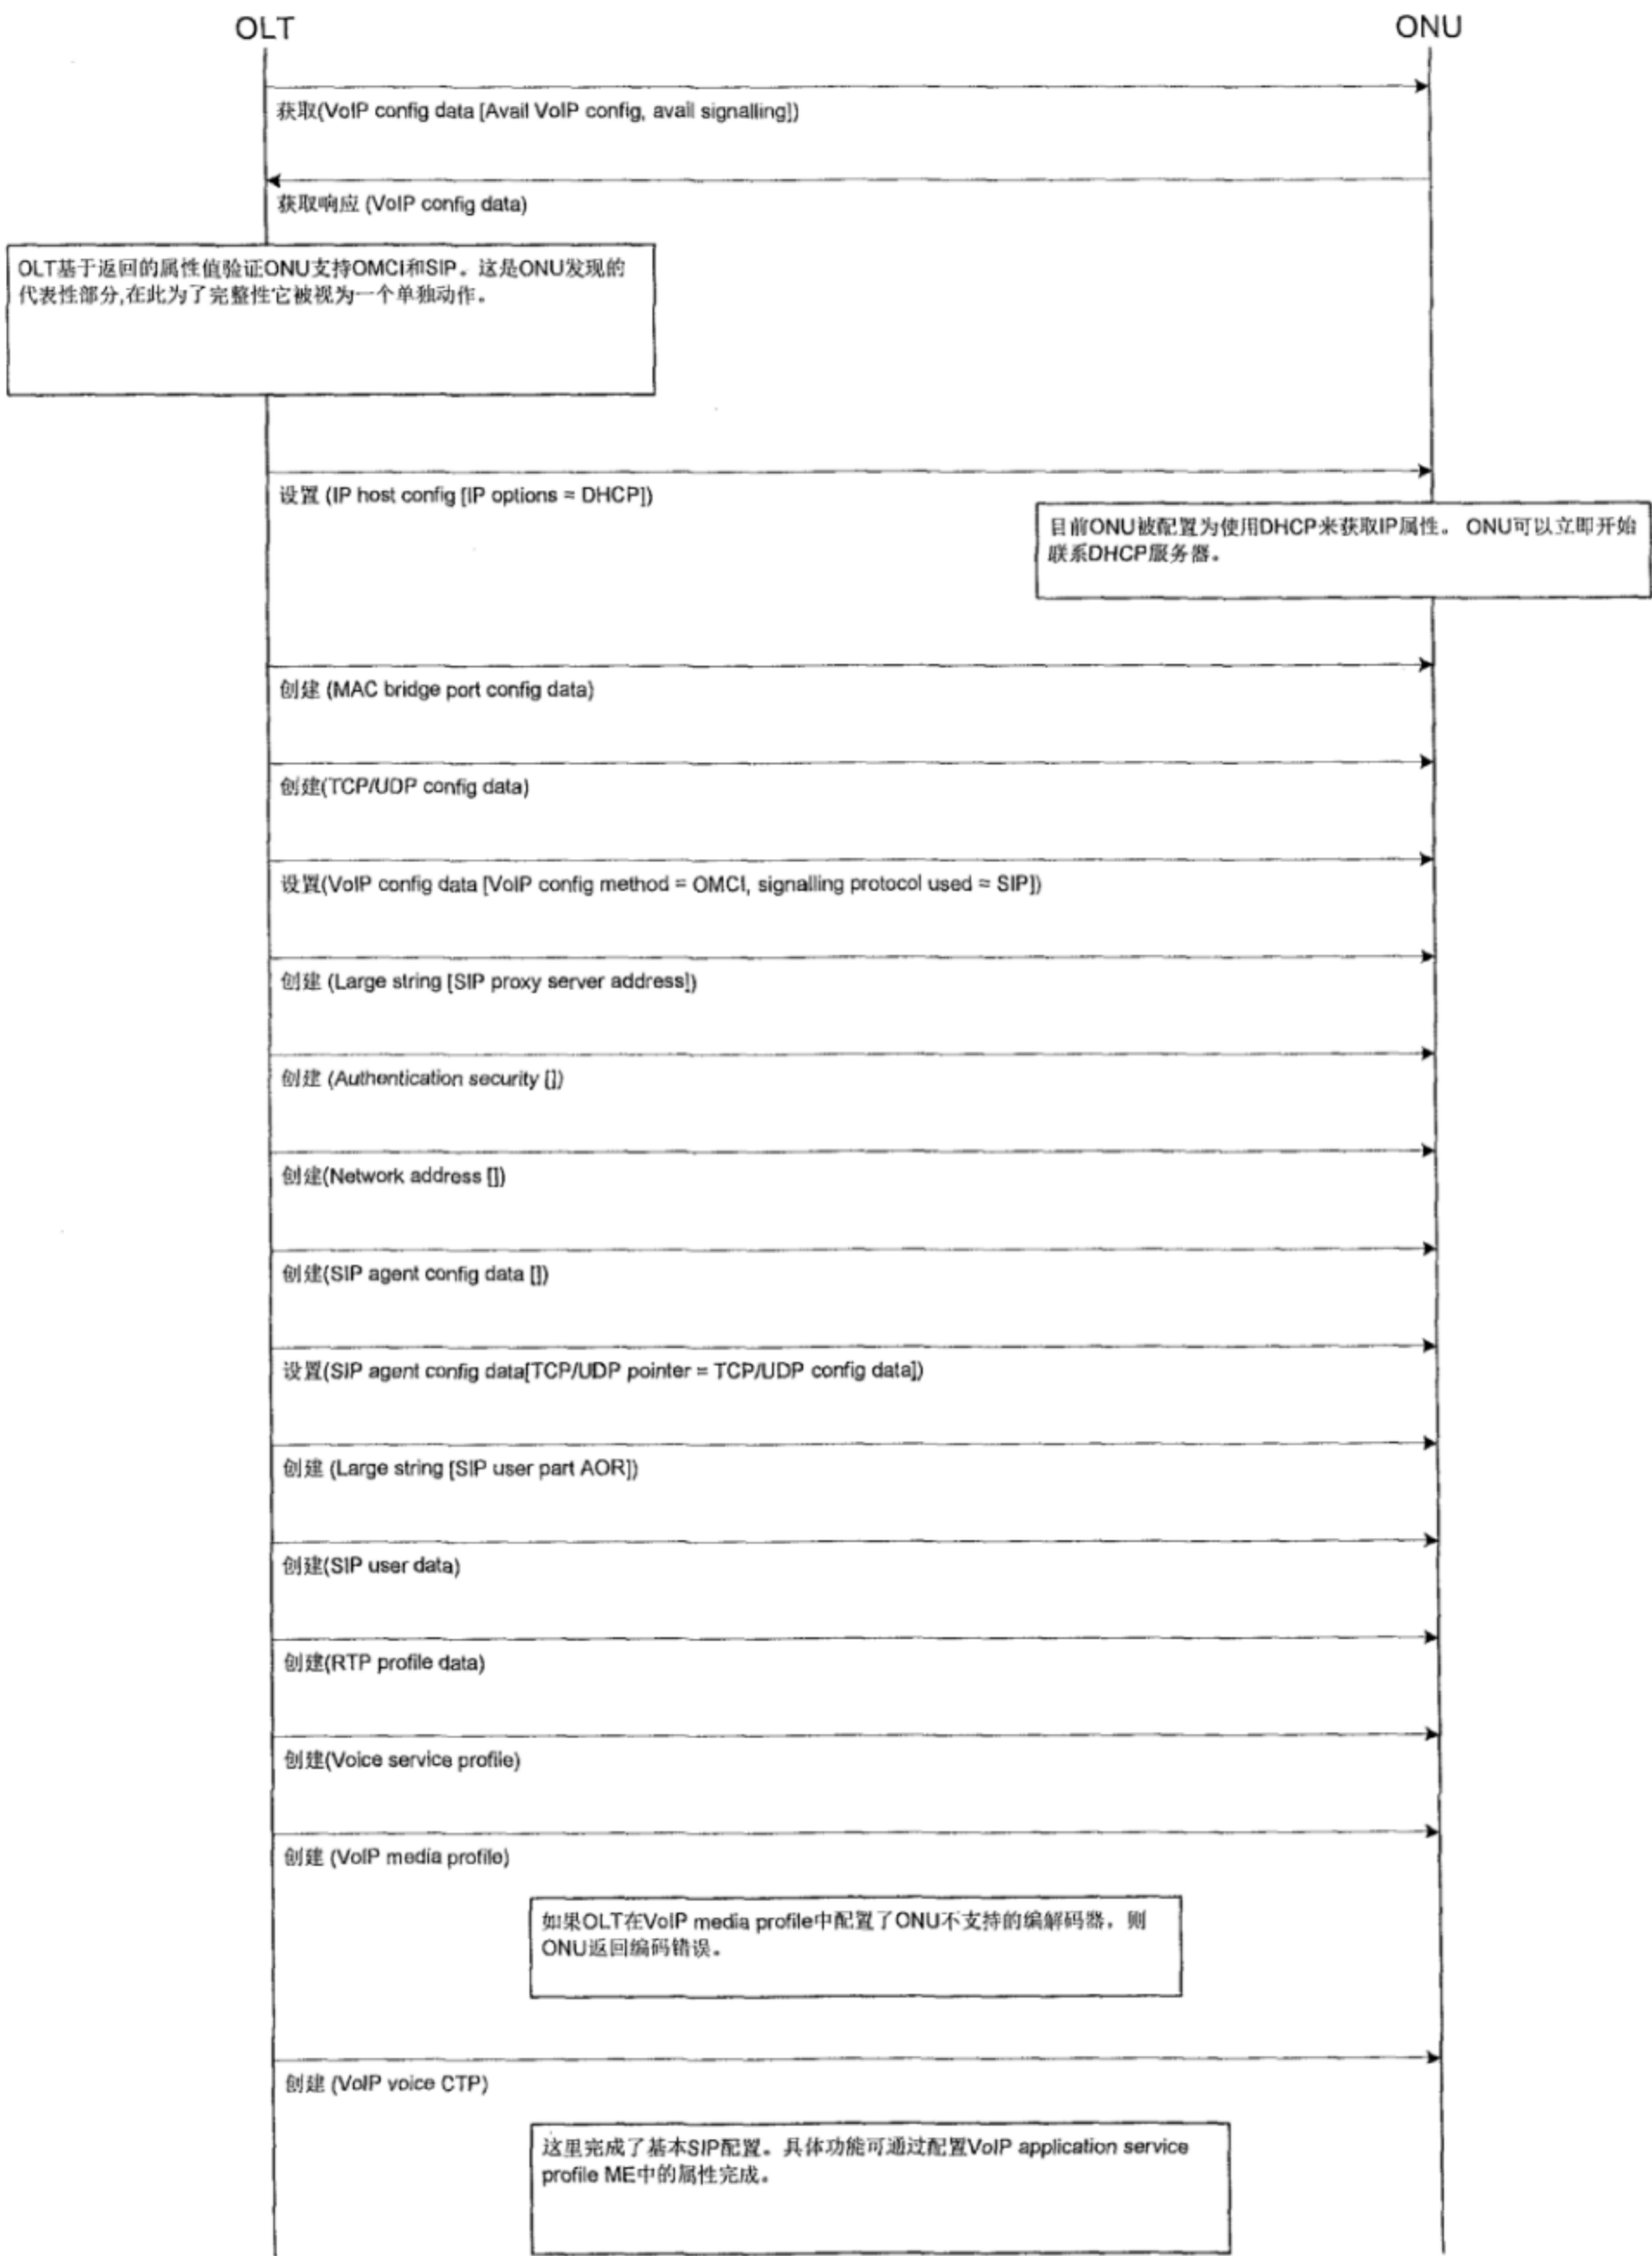 OLT
ONU
获取(VoIP config data [Avail VoIP config, avail signalling])
获取响应 (VoIP config data)
OLT基于返回的属性值验证ONU支持OMCI和SIP。这是ONU发现的
代表性部分,在此为了完整性它被视为一个单独动作。
设置 (IP host config [IP options = DHCP])
目前ONU被配置为使用DHCP来获取IP属性。 ONU可以立即开始
联系DHCP服务器。
创建 (MAC bridge port config data)
创建(TCP/UDP config data)
设置(VoIP config data [VoIP config method = OMCI, signalling protocol used = SIP])
创建 (Large string [SIP proxy server address])
创建 (Authentication security [])
创建(Network address [])
创建(SIP agent config data [])
设置(SIP agent config data[TCP/UDP pointer = TCP/UDP config data])
创建 (Large string [SIP user part AOR])
创建(SIP user data)
创建(RTP profile data)
创建(Voice service profile)
创建 (VoIP media profile)
如果OLT在VoIP media profile中配置了ONU不支持的编解码器，则
ONU返回编码错误。
创建 (VoIP voice CTP)
这里完成了基本SIP配置。具体功能可通过配置VoIP application service
profile ME中的属性完成。